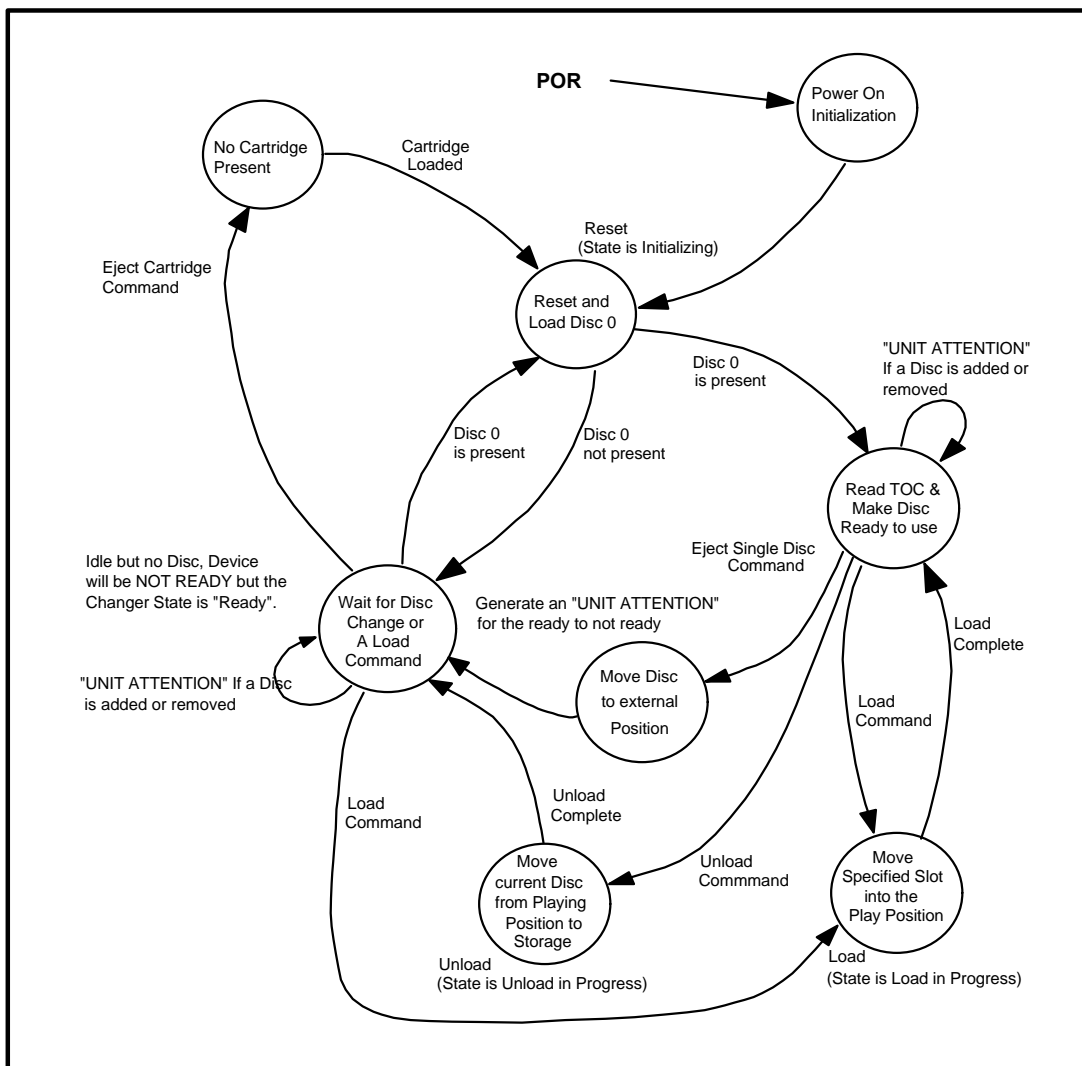 POR
Power On
Initialization
No Cartridge
Present
Cartridge
Loaded
Reset
(State is Initializing)
Eject Cartridge
Command
Reset and
Load Disc 0
"UNIT ATTENTION"
If a Disc is added or
removed
Disc 0
is present
Disc 0
is present
Disc 0
not present
Read TOC &
Make Disc
Ready to use
Idle but no Disc, Device
will be NOT READY but the
Changer State is "Ready".
Eject Single Disc
Command
Wait for Disc
Change or
A Load
Command
Generate an "UNIT ATTENTION"
for the ready to not ready
Load
Complete
"UNIT ATTENTION" If a Disc
is added or removed
Move Disc
to external
Position
Load
Command
Load
Command
Unload
Complete
Unload
Commmand
Move
current Disc
from Playing
Position to
Storage
Move
Specified Slot
into the
Play Position
Unload
(State is Unload in Progress)
Load
(State is Load in Progress)